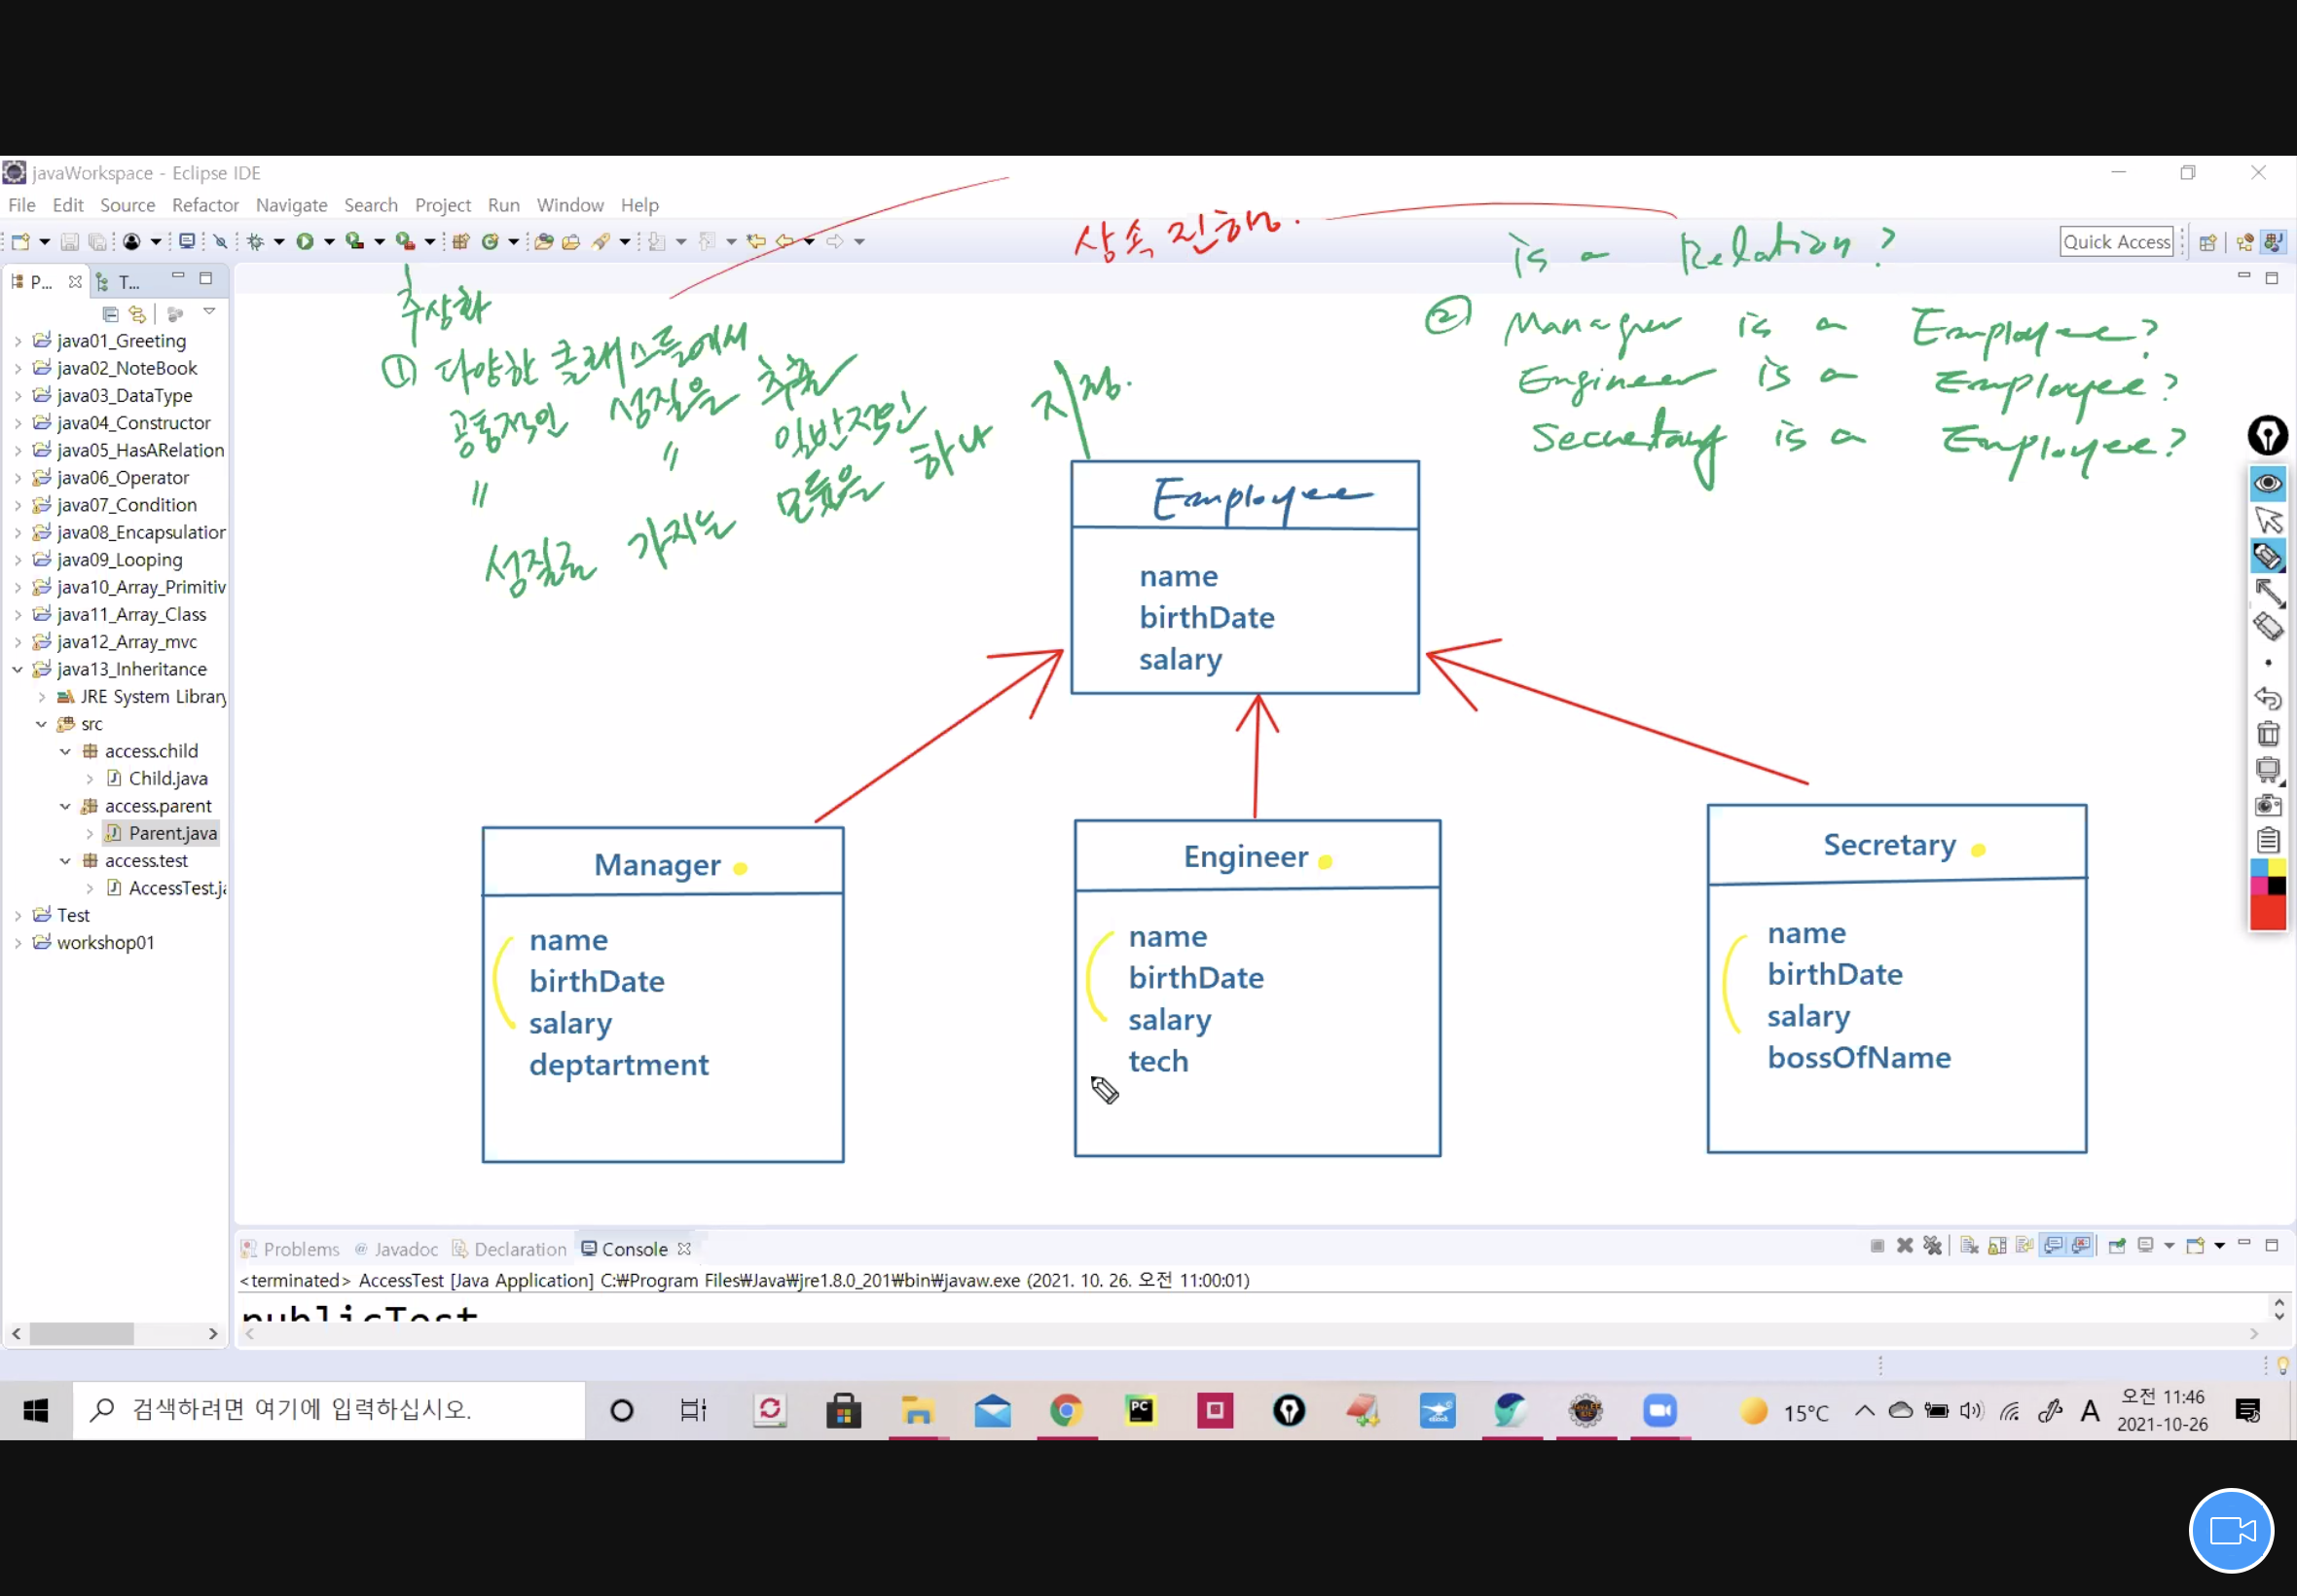 javaWorkspace - Eclipse IDE
File Edit Source Refactor Navigate Search Project Run Window Help
Quick Access
P... T...
java01_Greeting
java02_NoteBook
java03_DataType
java04_Constructor
java05_HasARelation
java06_Operator
java07_Condition
java08_Encapsulation
java09_Looping
java10_Array_Primitiv
java11_Array_Class
java12_Array_mvc
java13_Inheritance
JRE System Library
src
access.child
Child.java
access.parent
Parent.java
access.test
AccessTest.ja
Test
workshop01
상속 진행.
추상화
① 다양한 클래스들에서
공통적인 성질을 추출
〃 〃 일반적인
성질로 가지는 모듈을 하나 지정.
is a Relation?
② Manager is a Employee?
Engineer is a Employee?
Secretary is a Employee?
Employee
name
birthDate
salary
Manager
name
birthDate
salary
deptartment
Engineer
name
birthDate
salary
tech
Secretary
name
birthDate
salary
bossOfName
Problems @ Javadoc Declaration Console
<terminated> AccessTest [Java Application] C:₩Program Files₩Java₩jre1.8.0_201₩bin₩javaw.exe (2021. 10. 26. 오전 11:00:01)
publicTest
검색하려면 여기에 입력하십시오.
PC
15°C
A
오전 11:46
2021-10-26